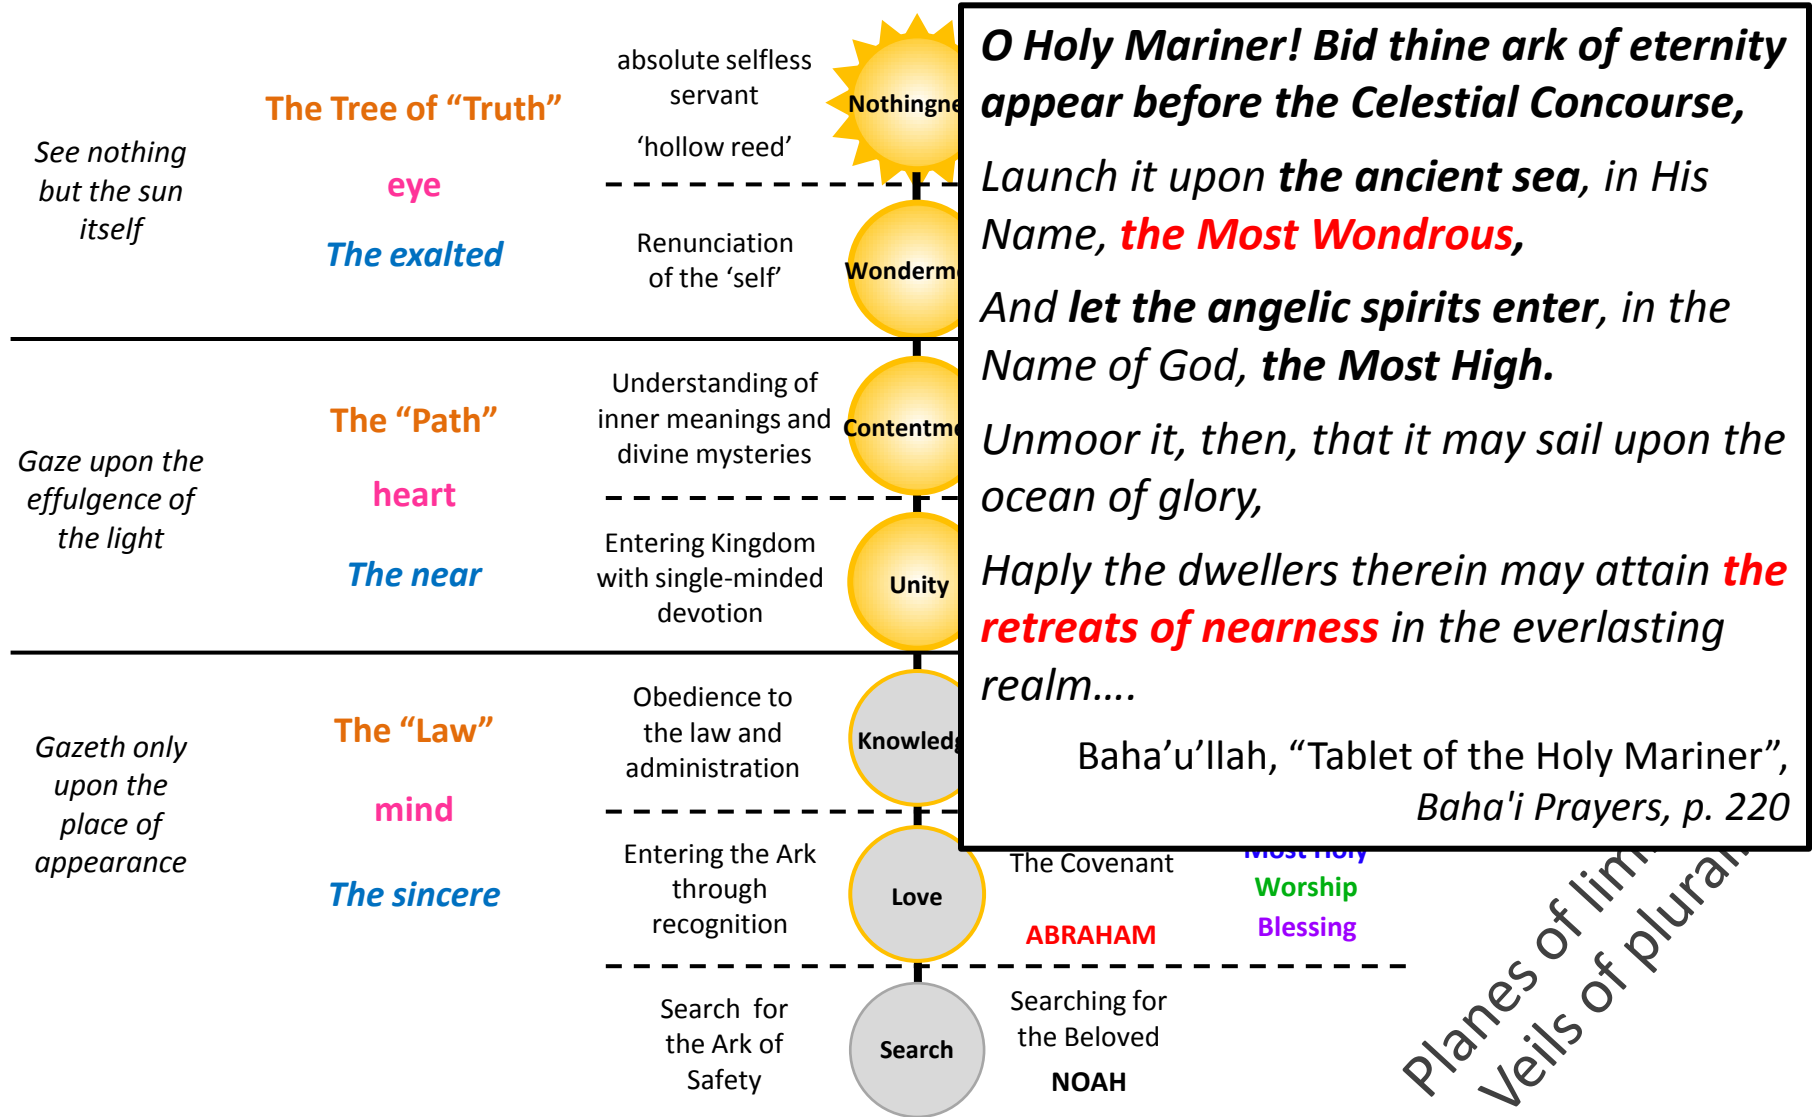 See nothing
but the sun
itself
The Tree of “Truth”
eye
The exalted
absolute selfless
servant
‘hollow reed’
Renunciation
of the ‘self’
Gaze upon the
effulgence of
the light
The “Path”
heart
The near
Understanding of
inner meanings and
divine mysteries
Entering Kingdom
with single-minded
devotion
Unity
Gazeth only
upon the
place of
appearance
The “Law”
mind
The sincere
Obedience to
the law and
administration
Entering the Ark
through
recognition
Love
The Covenant
ABRAHAM
Most Holy
Worship
Blessing
Search  for
the Ark of
Safety
Search
Searching for
the Beloved
NOAH
O Holy Mariner! Bid thine ark of eternity
appear before the Celestial Concourse,
Launch it upon the ancient sea, in His
Name, the Most Wondrous,
And let the angelic spirits enter, in the
Name of God, the Most High.
Unmoor it, then, that it may sail upon the
ocean of glory,
Haply the dwellers therein may attain the
retreats of nearness in the everlasting
realm….
Baha’u’llah, “Tablet of the Holy Mariner”,
Baha'i Prayers, p. 220
Planes of
Veils of